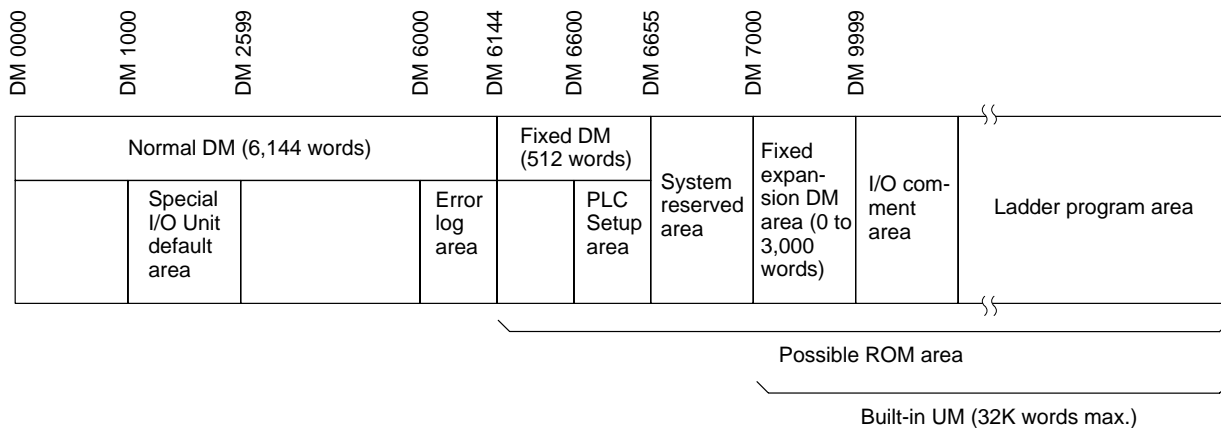 DM 0000
DM 1000
DM 2599
DM 6000
DM 6144
DM 6600
DM 6655
DM 7000
DM 9999
Normal DM (6,144 words)
Fixed DM
(512 words)
Special
I/O Unit
default
area
Error
log
area
PLC
Setup
area
System
reserved
area
Fixed
expan-
sion DM
area (0 to
3,000
words)
I/O com-
ment
area
Ladder program area
Possible ROM area
Built-in UM (32K words max.)